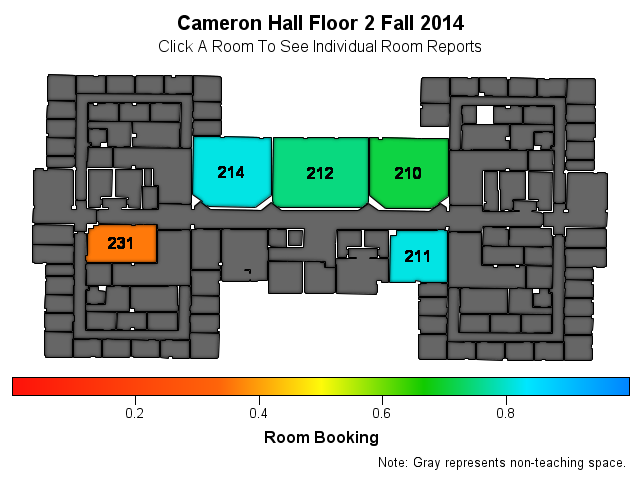 Cameron Hall Floor 2 Fall 2014
Click A Room To See Individual Room Reports
214
212
210
231
211
0.2 0.4 0.6 0.8
Room Booking
Note: Gray represents non-teaching space.